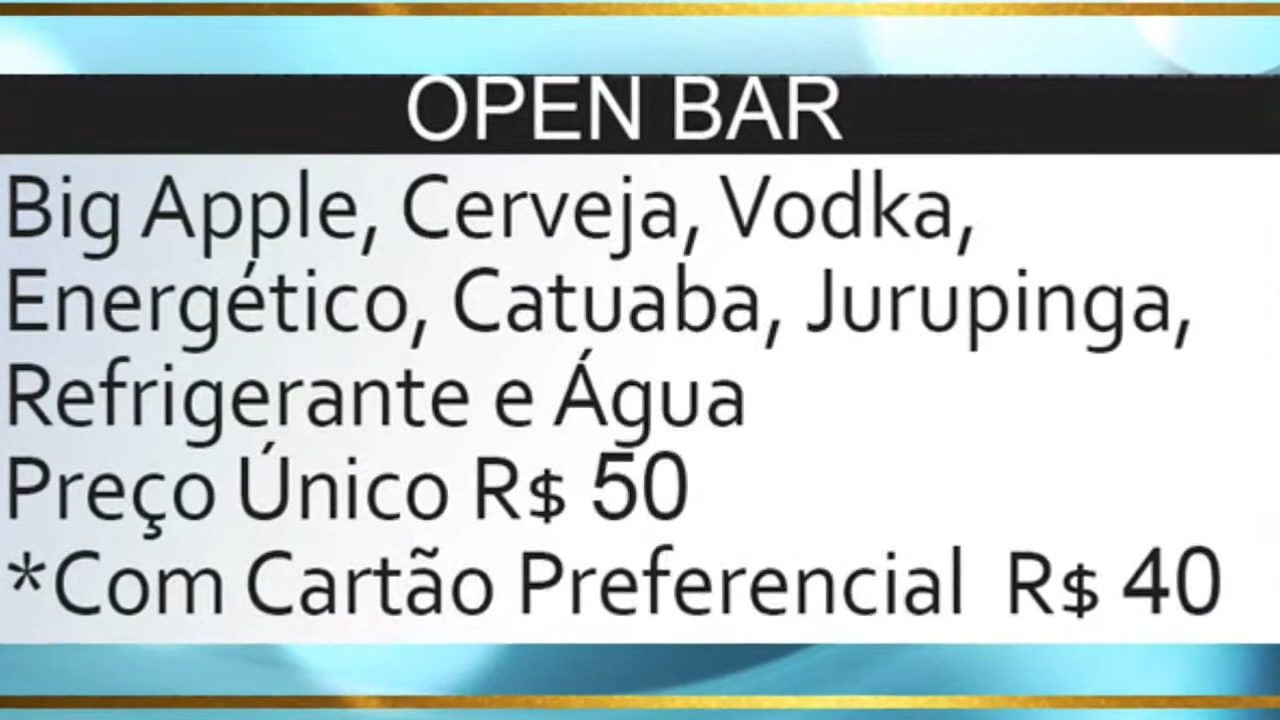 OPEN BAR
Big Apple, Cerveja, Vodka,
Energético, Catuaba, Jurupinga,
Refrigerante e Água
Preço Único R$ 50
*Com Cartão Preferencial R$ 40